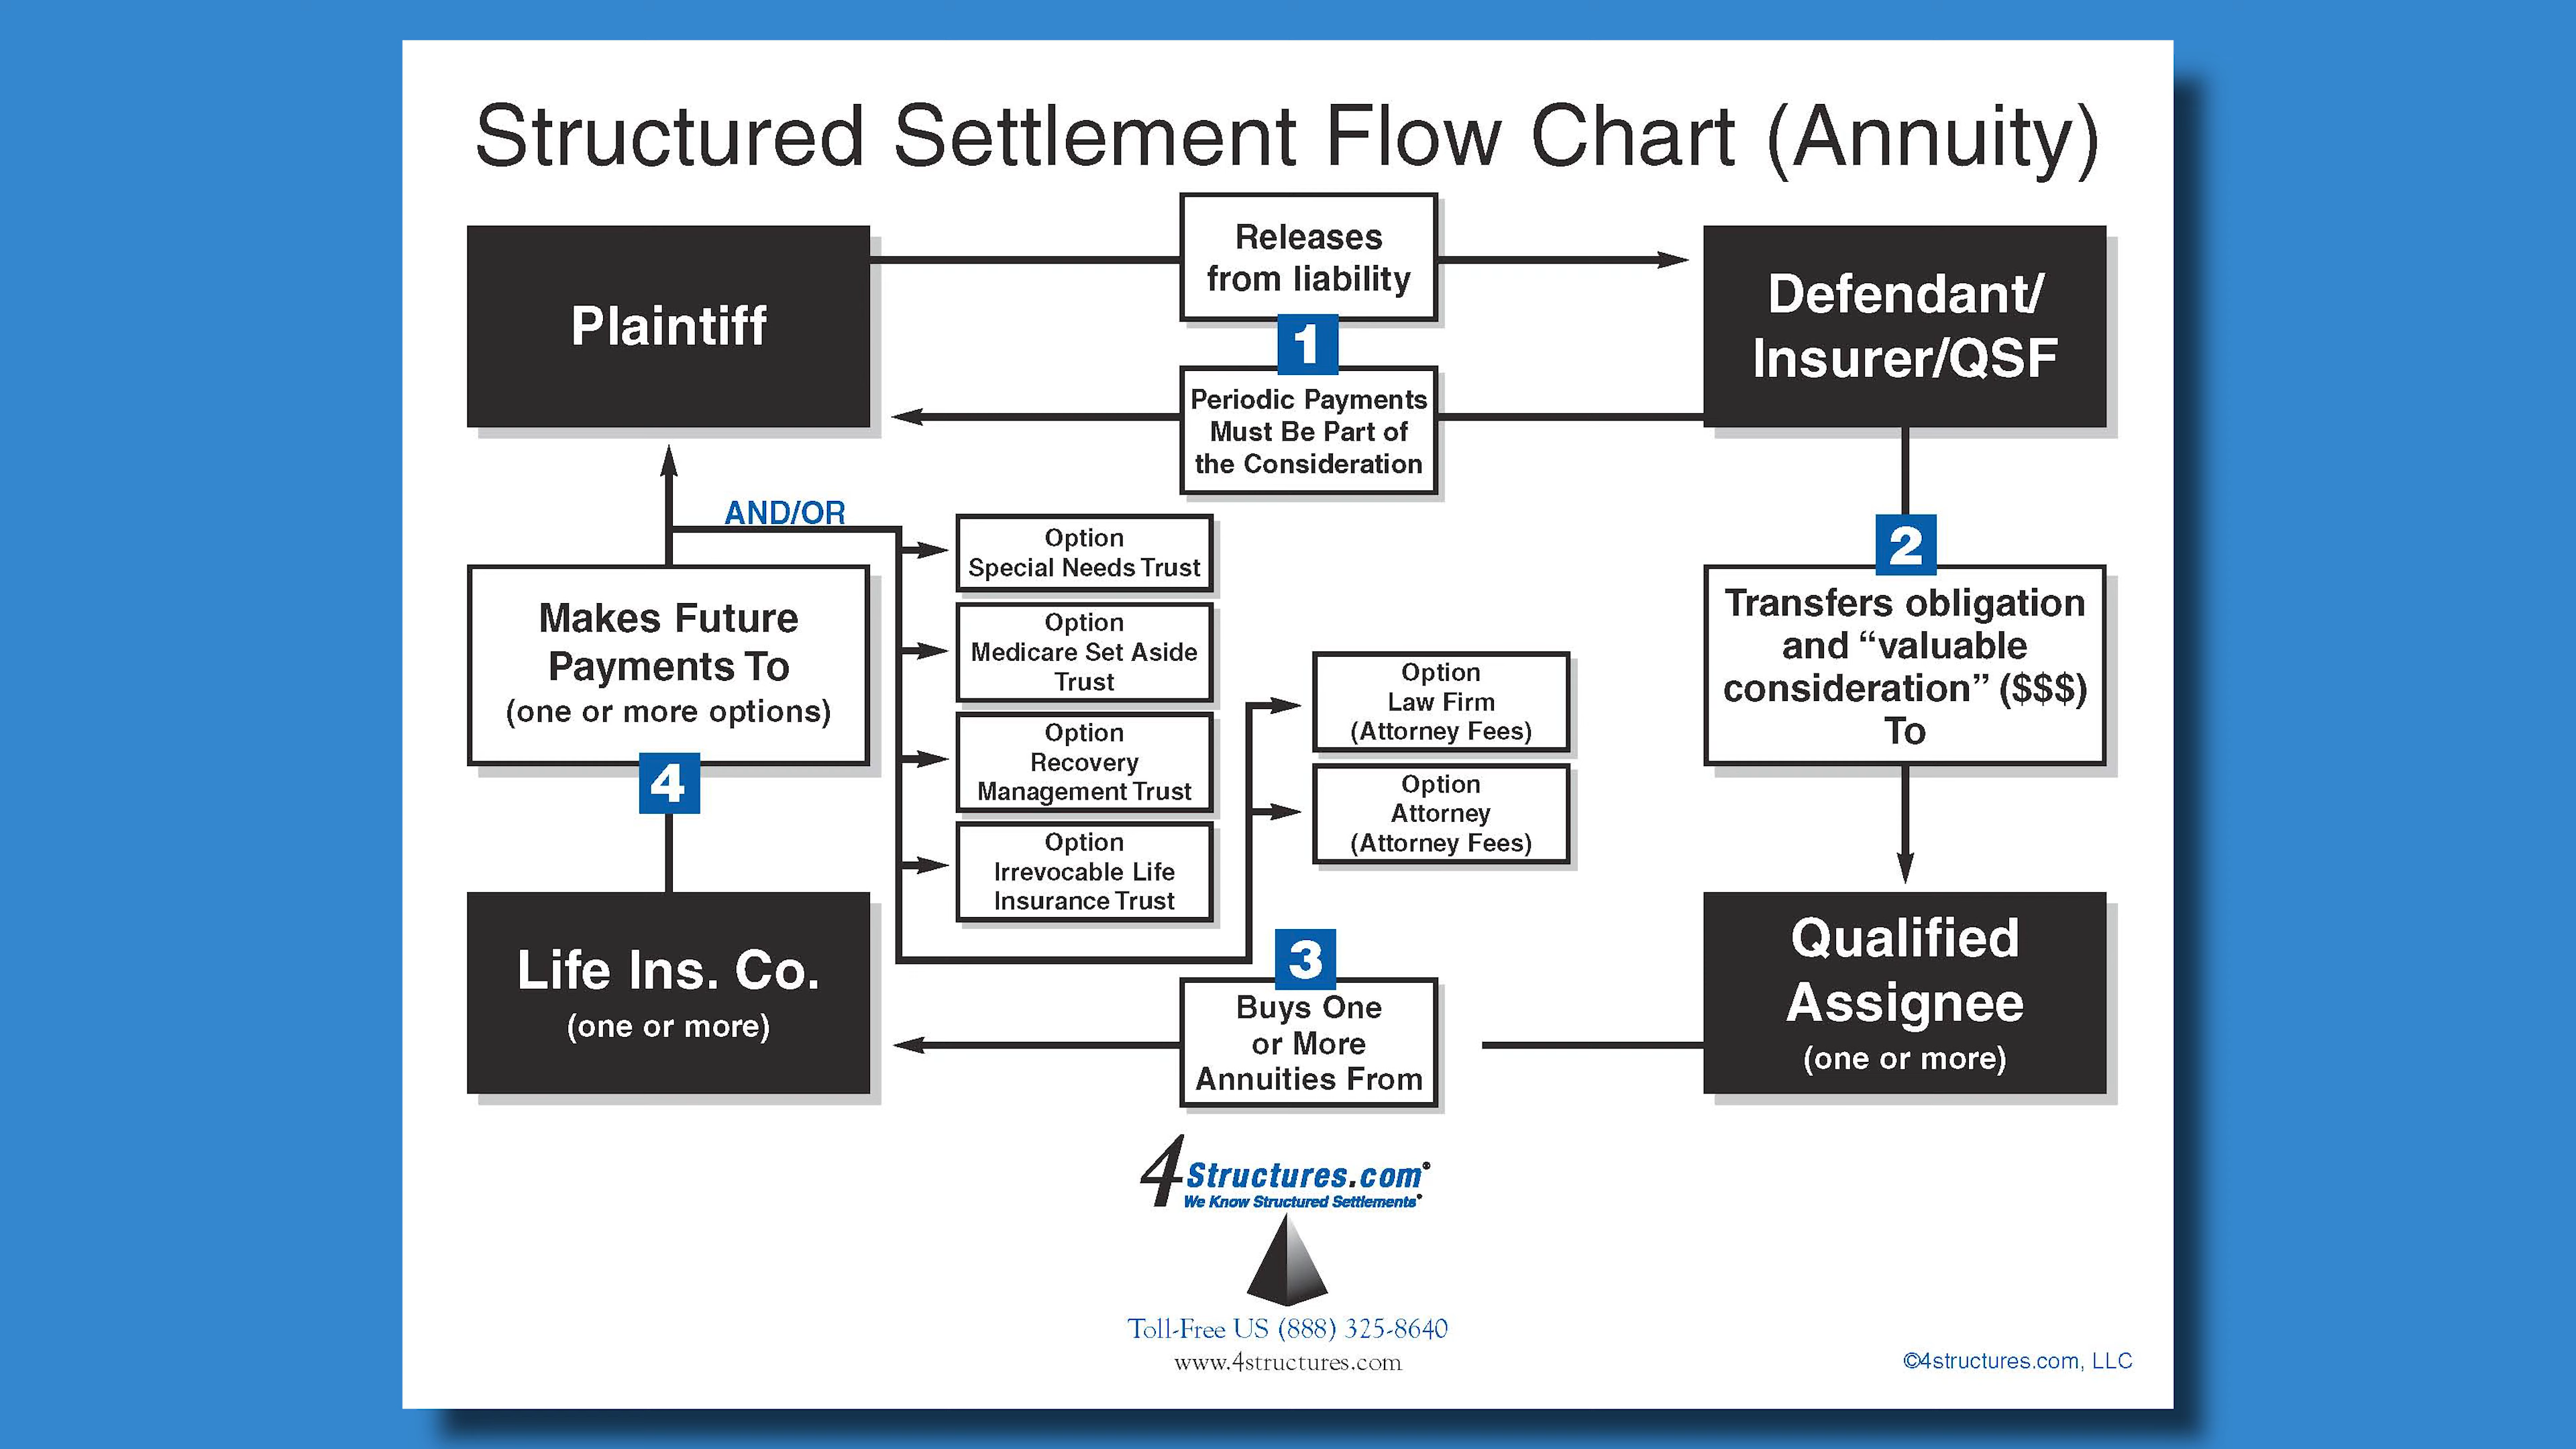 Structured Settlement Flow Chart (Annuity)
Plaintiff
Releases
from liability
Defendant/
Insurer/QSF
1
Periodic Payments
Must Be Part of
the Consideration
AND/OR
2
Transfers obligation
and “valuable
consideration” ($$$)
To
Makes Future
Payments To
(one or more options)
4
Option
Special Needs Trust
Option
Medicare Set Aside
Trust
Option
Recovery
Management Trust
Option
Irrevocable Life
Insurance Trust
Option
Law Firm
(Attorney Fees)
Option
Attorney
(Attorney Fees)
Life Ins. Co.
(one or more)
3
Buys One
or More
Annuities From
Qualified
Assignee
(one or more)
4Structures.com®
We Know Structured Settlements®
Toll-Free US (888) 325-8640
www.4structures.com
©4structures.com, LLC